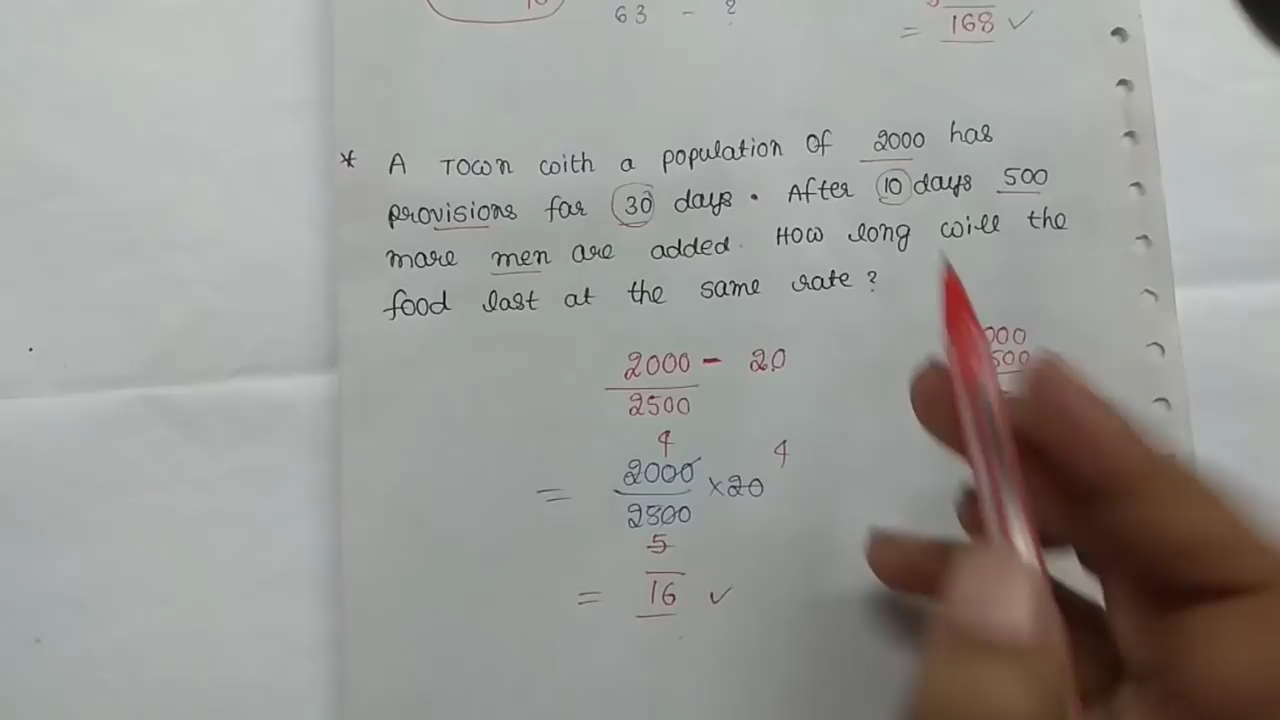 63 - ?
= 168 ✓
* A Town with a population of 2000 has
provisions for 30 days. After 10 days 500
more men are added. How long will the
food last at the same rate?
2000 - 20
2500
4
4
= 2000 × 20
2500
5
= 16 ✓
000
500